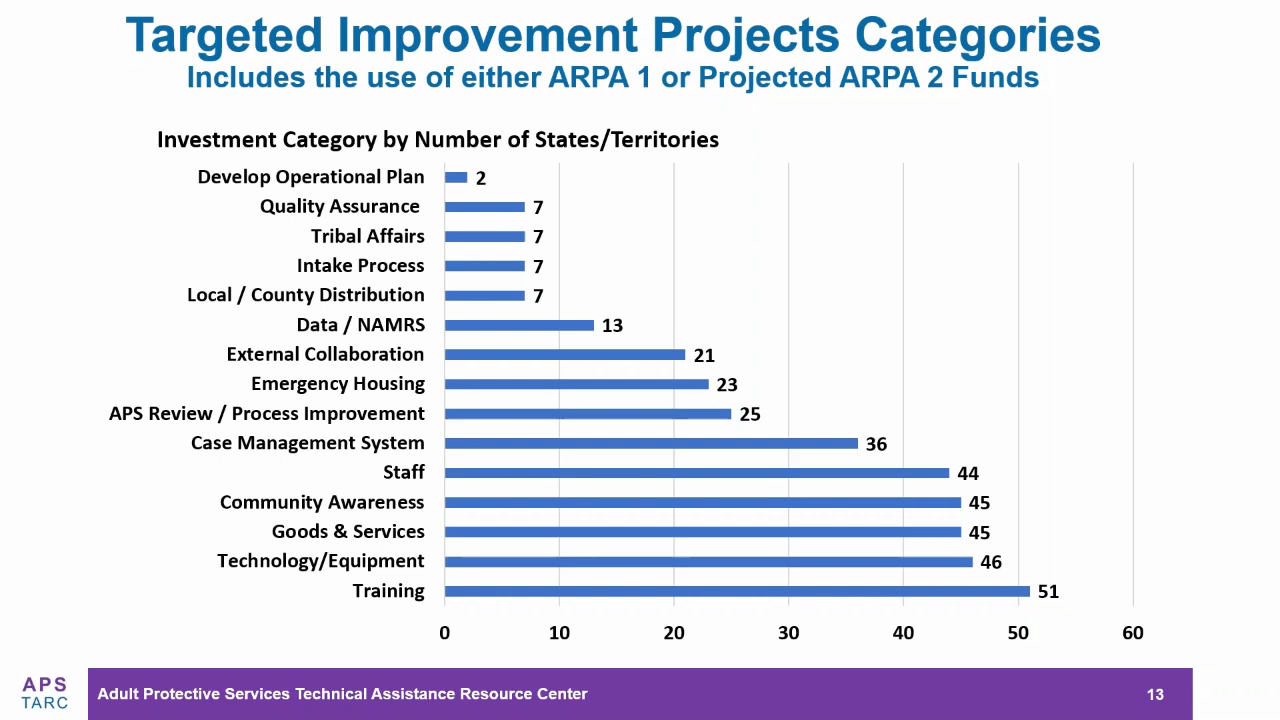 Targeted Improvement Projects Categories
Includes the use of either ARPA 1 or Projected ARPA 2 Funds
Investment Category by Number of States/Territories
Develop Operational Plan 2
Quality Assurance 7
Tribal Affairs 7
Intake Process 7
Local / County Distribution 7
Data / NAMRS 13
External Collaboration 21
Emergency Housing 23
APS Review / Process Improvement 25
Case Management System 36
Staff 44
Community Awareness 45
Goods & Services 45
Technology/Equipment 46
Training 51
0 10 20 30 40 50 60
APS
TARC
Adult Protective Services Technical Assistance Resource Center 13